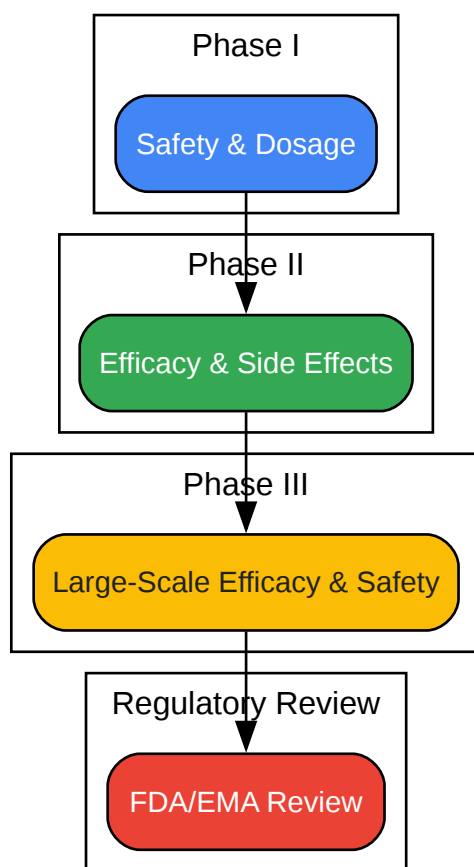 Phase I
Safety & Dosage
Phase II
Efficacy & Side Effects
Phase III
Large-Scale Efficacy & Safety
Regulatory Review
FDA/EMA Review